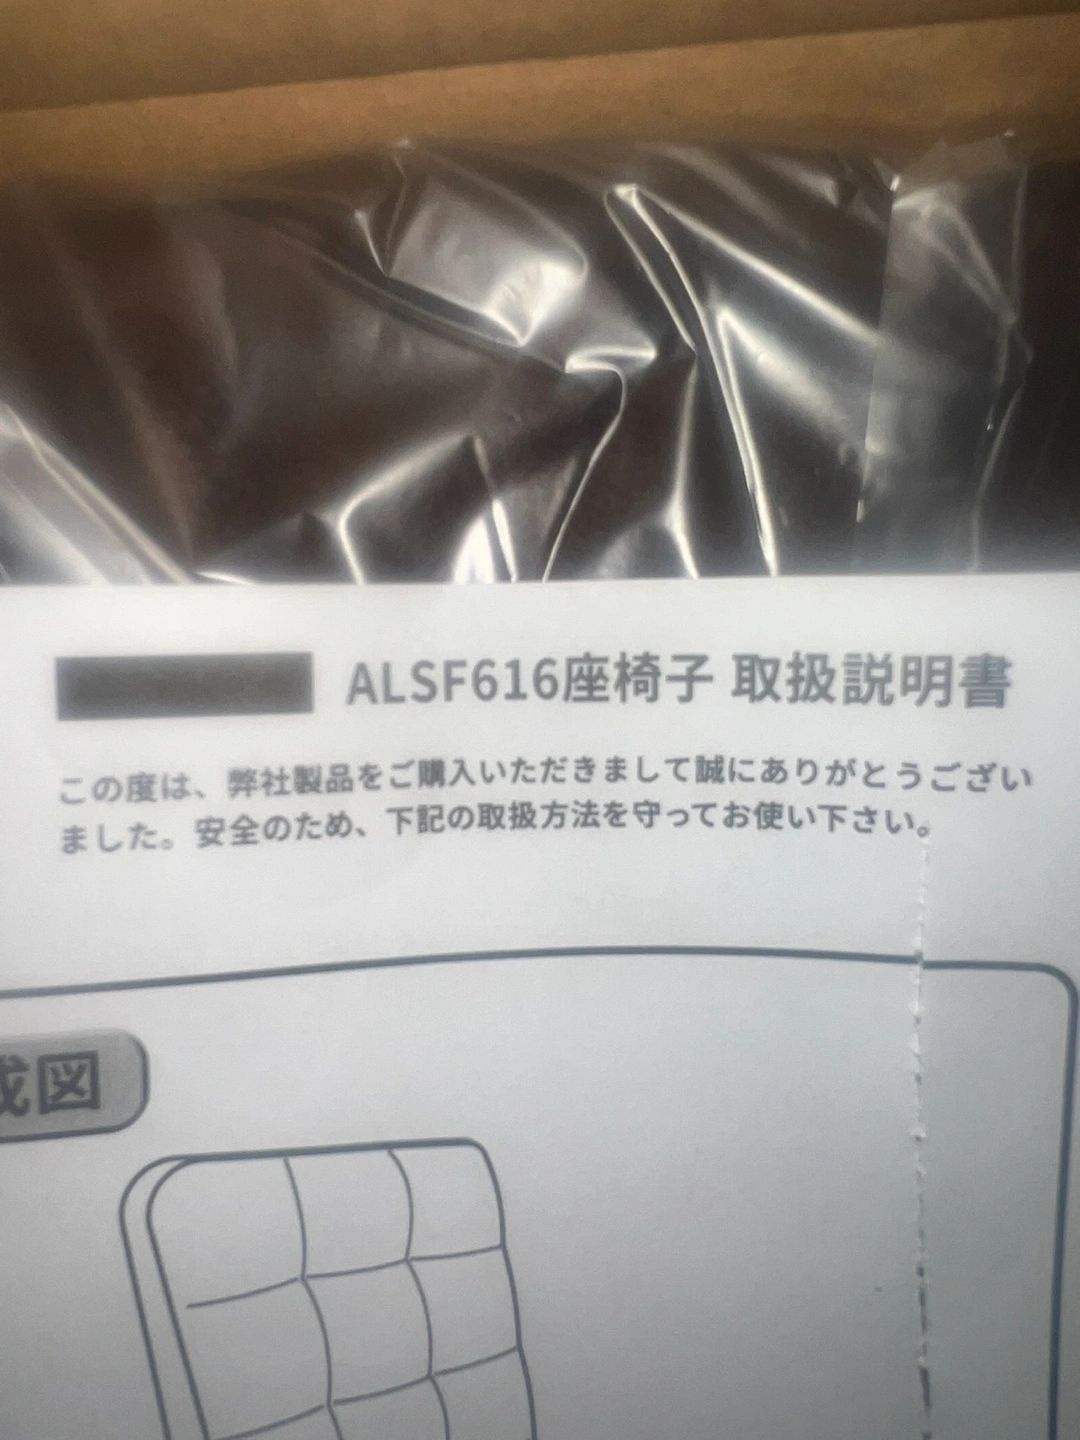 ALSF616座椅子 取扱説明書
この度は、弊社製品をご購入いただきまして誠にありがとうござい
ました。安全のため、下記の取扱方法を守ってお使い下さい。
成図